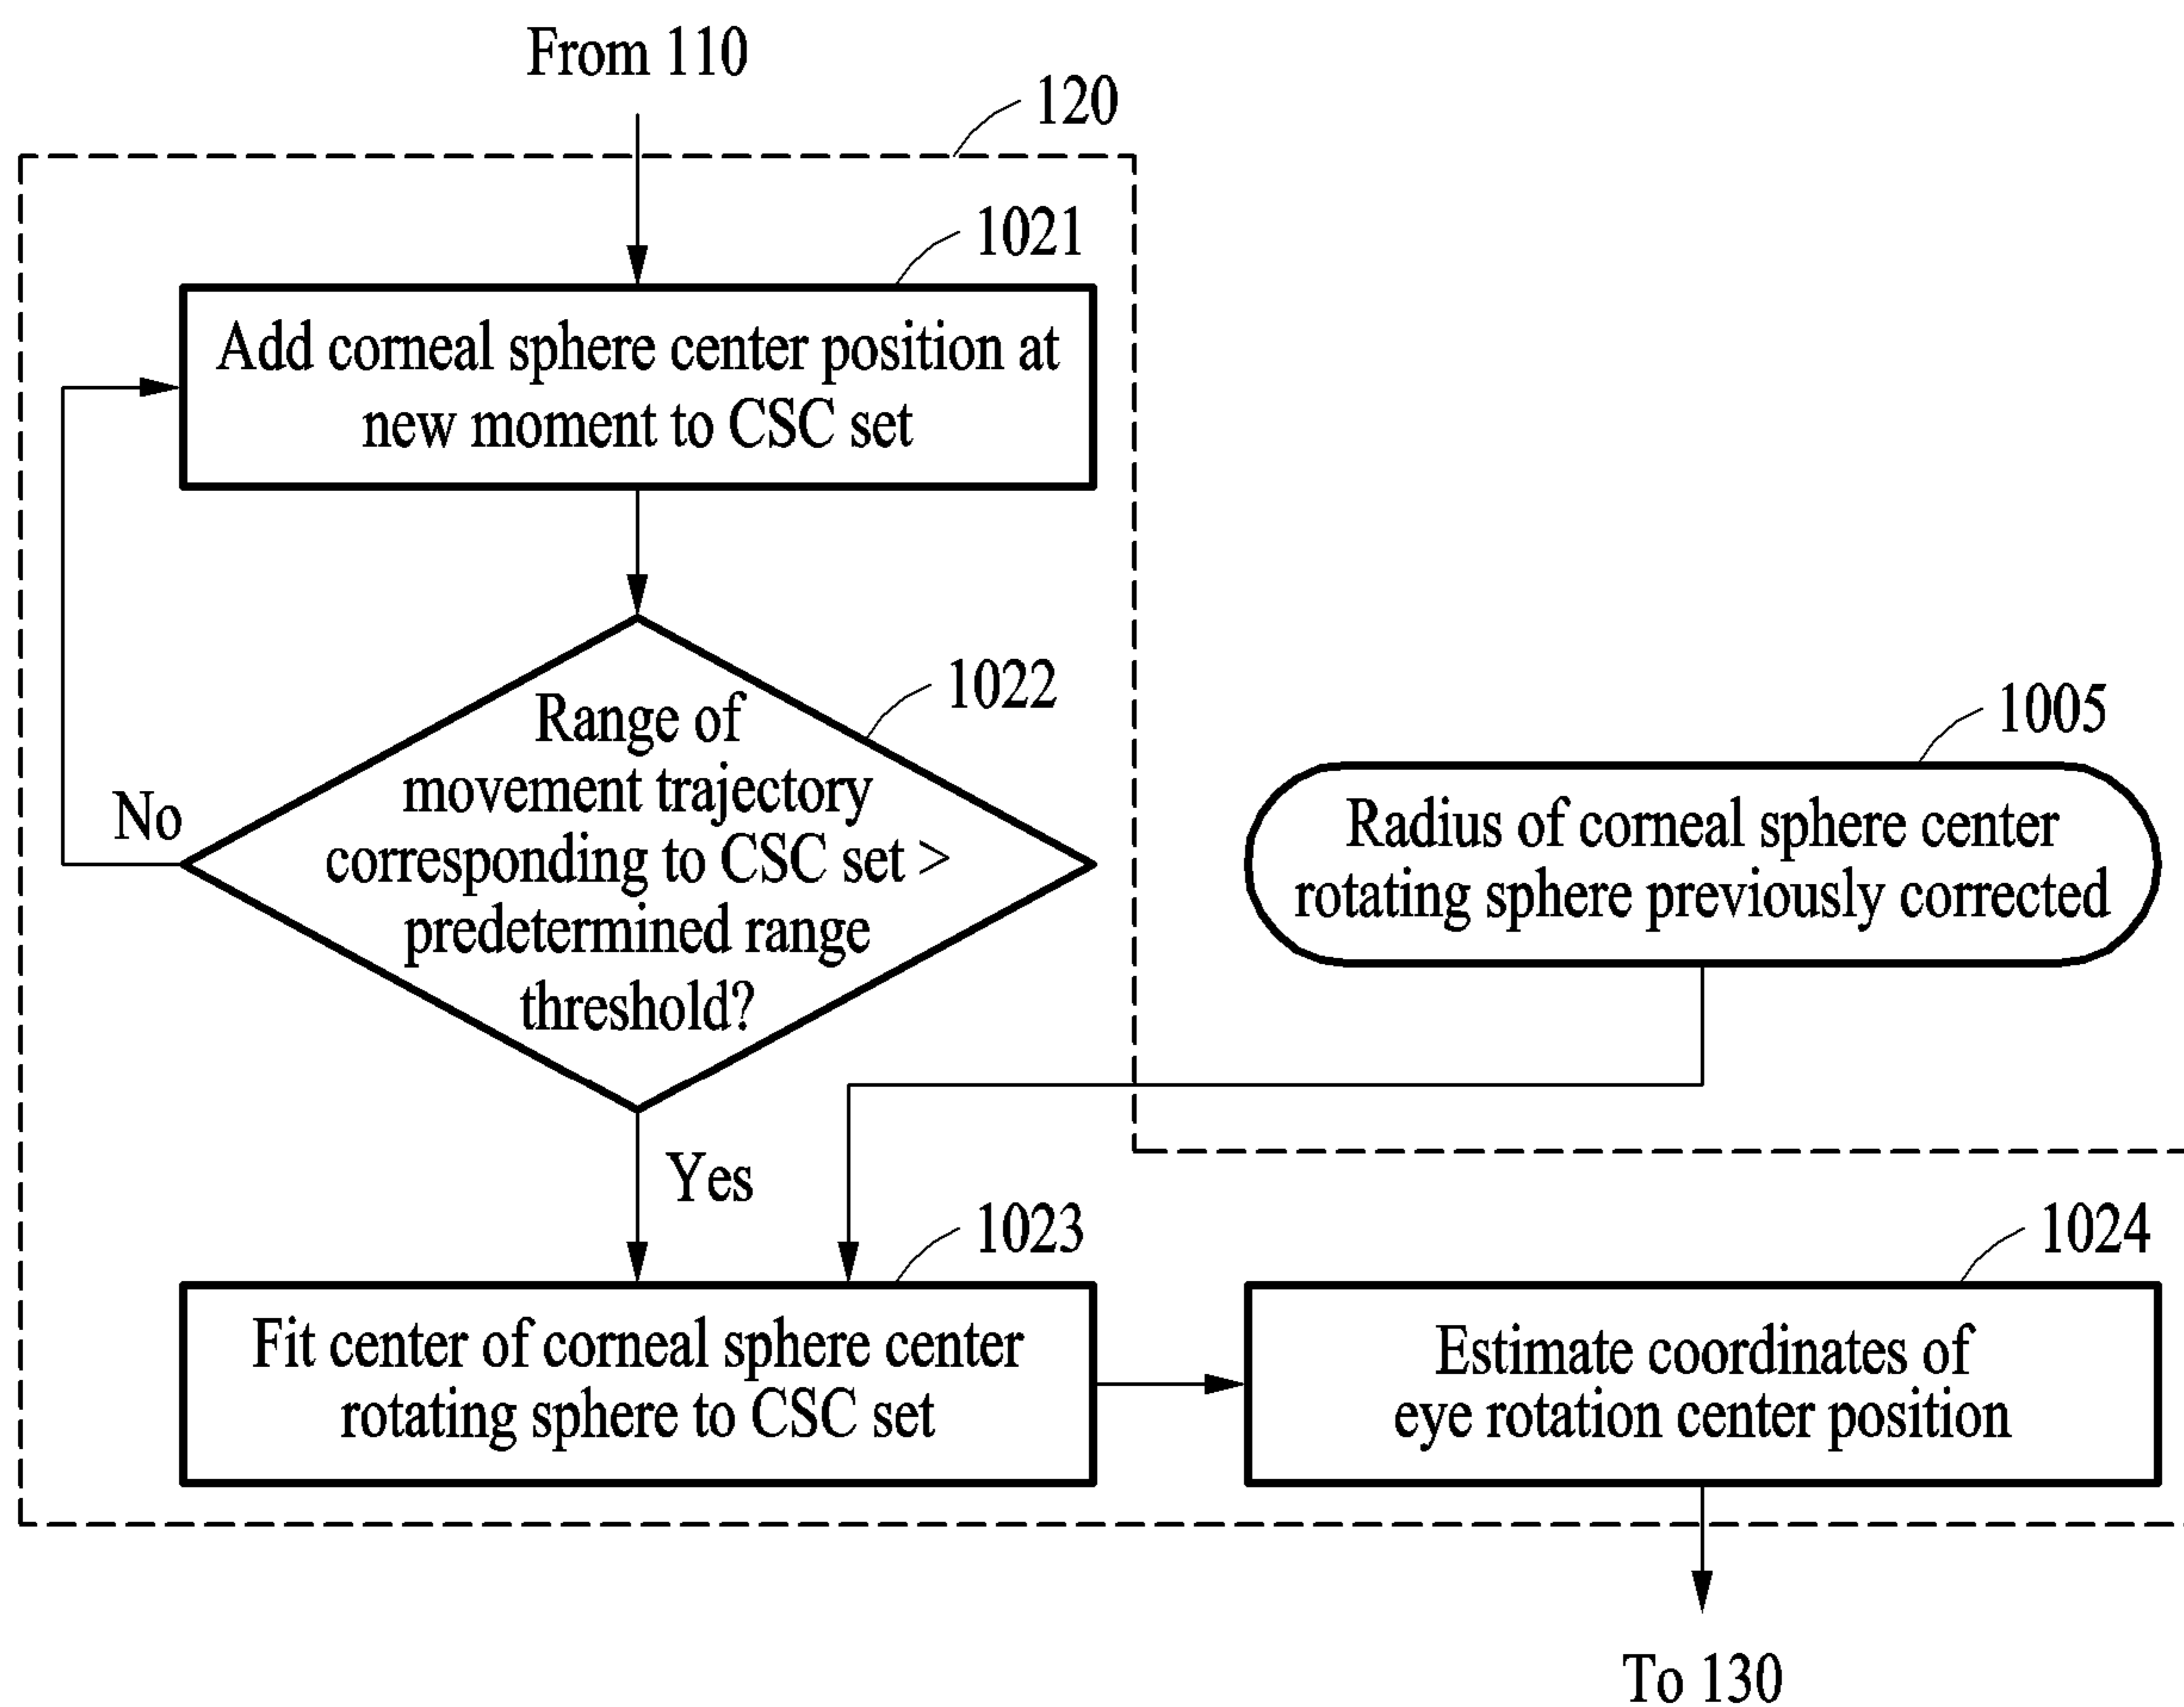 From 110
120
1021
Add corneal sphere center position at
new moment to CSC set
1022
Range of
movement trajectory
corresponding to CSC set >
predetermined range
threshold?
No
Yes
1005
Radius of corneal sphere center
rotating sphere previously corrected
1023
Fit center of corneal sphere center
rotating sphere to CSC set
1024
Estimate coordinates of
eye rotation center position
To 130